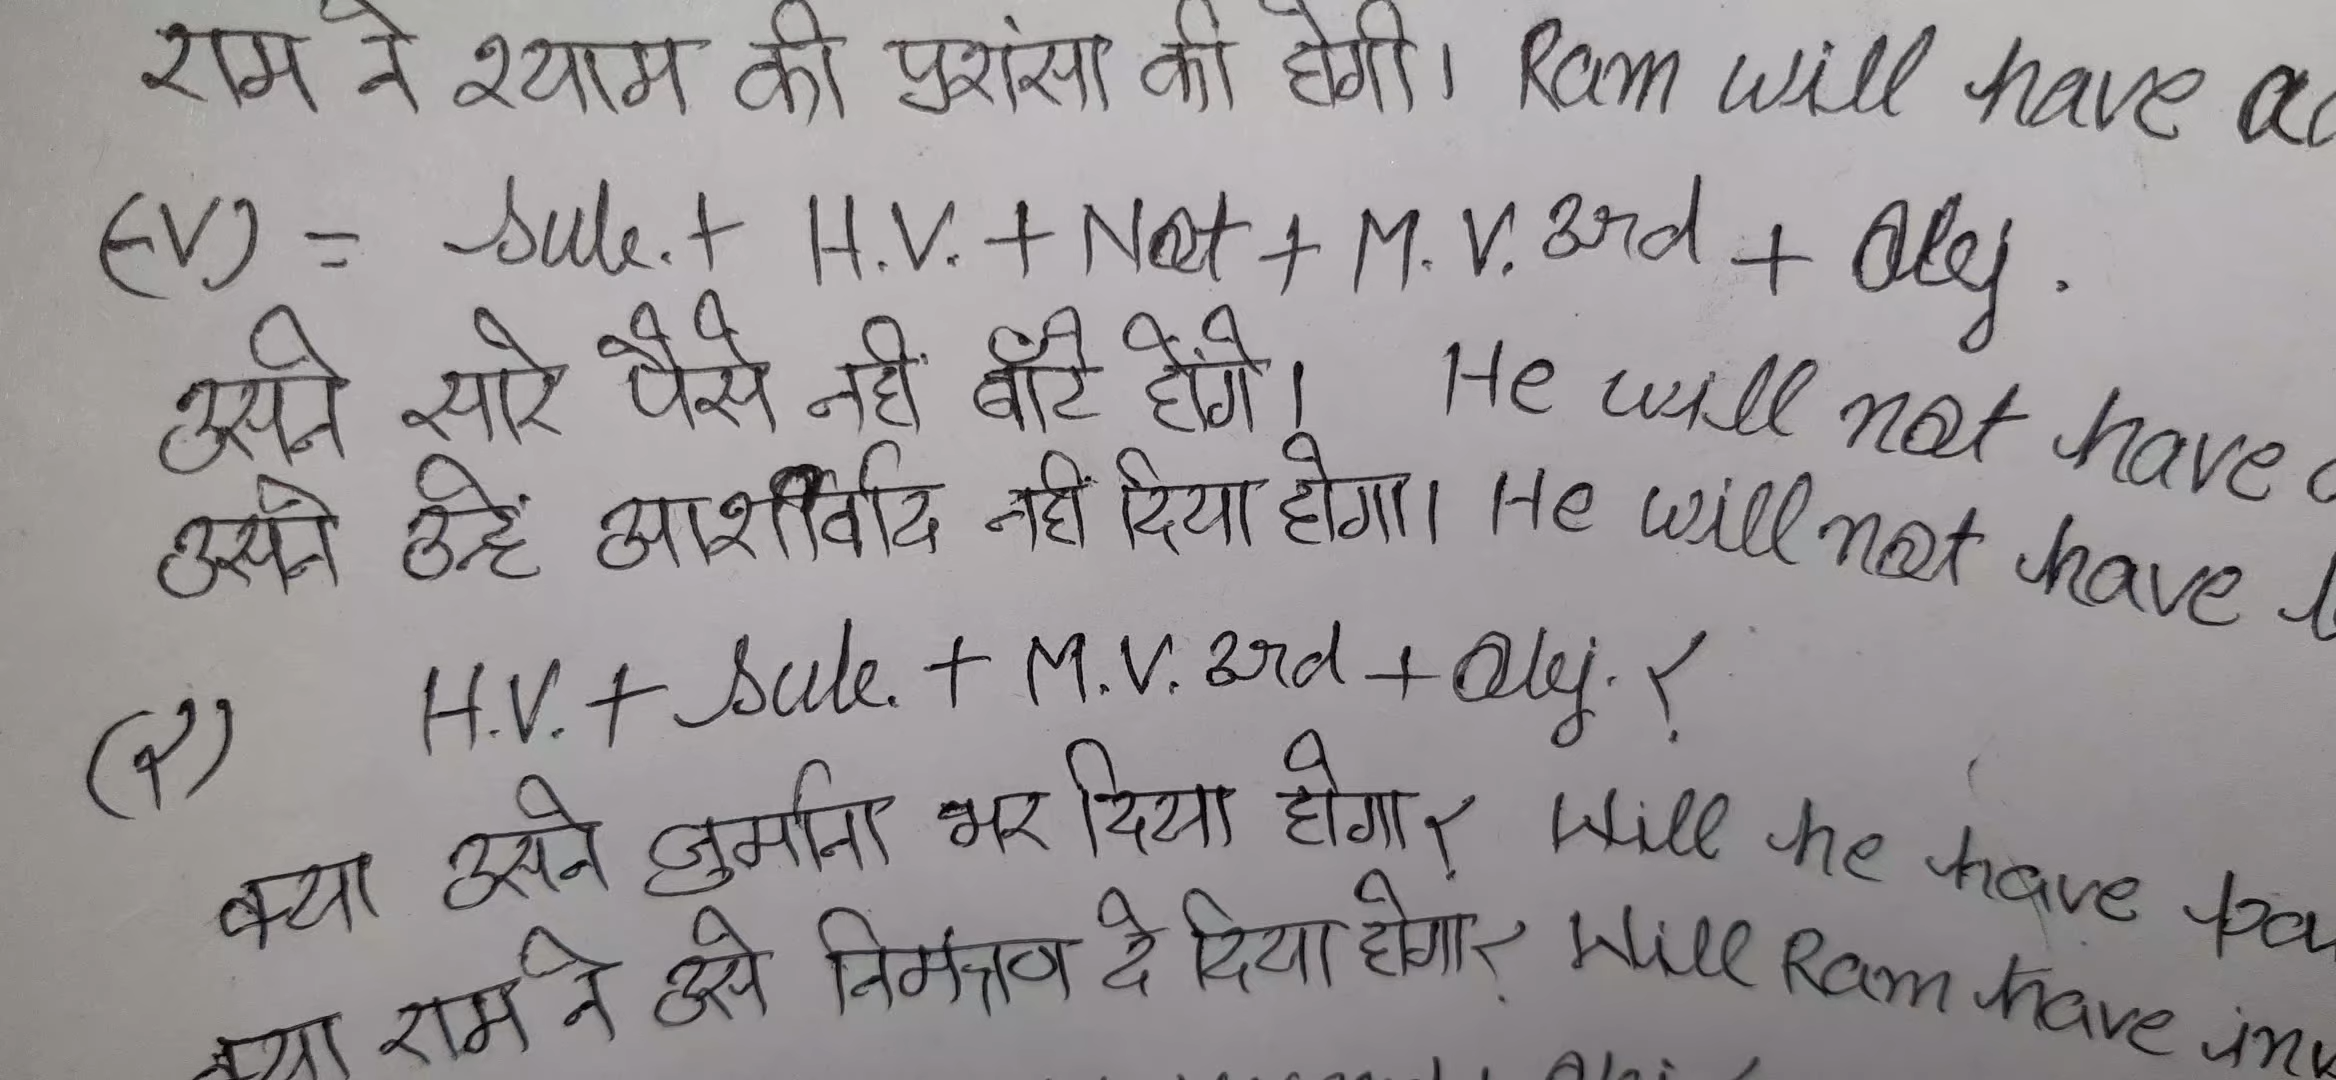 राम ने श्याम की प्रशंसा की होगी। Ram will have
(-V) = Sub. + H.V. + Not + M.V. 3rd + Obj.
उसने सारे पैसे नहीं बाँटे होंगे। He will not have
उसने उन्हें आशीर्वाद नहीं दिया होगा। He will not have
(?) H.V. + Sub. + M.V. 3rd + Obj. ?
क्या उसने जुर्माना भर दिया होगा? Will he have
क्या राम ने उसे निमंत्रण दे दिया होगा? Will Ram have